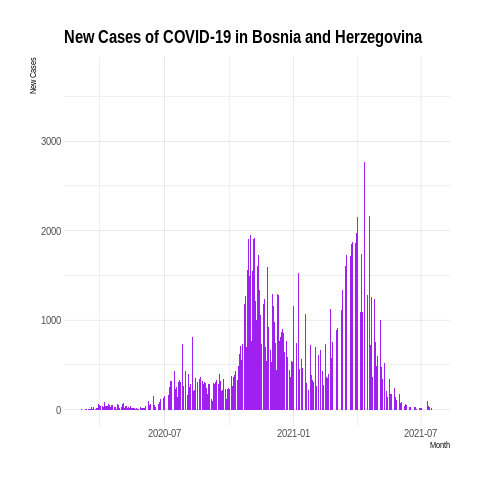 New Cases of COVID-19 in Bosnia and Herzegovina
New Cases
3000
2000
1000
0
2020-07
2021-01
2021-07
Month